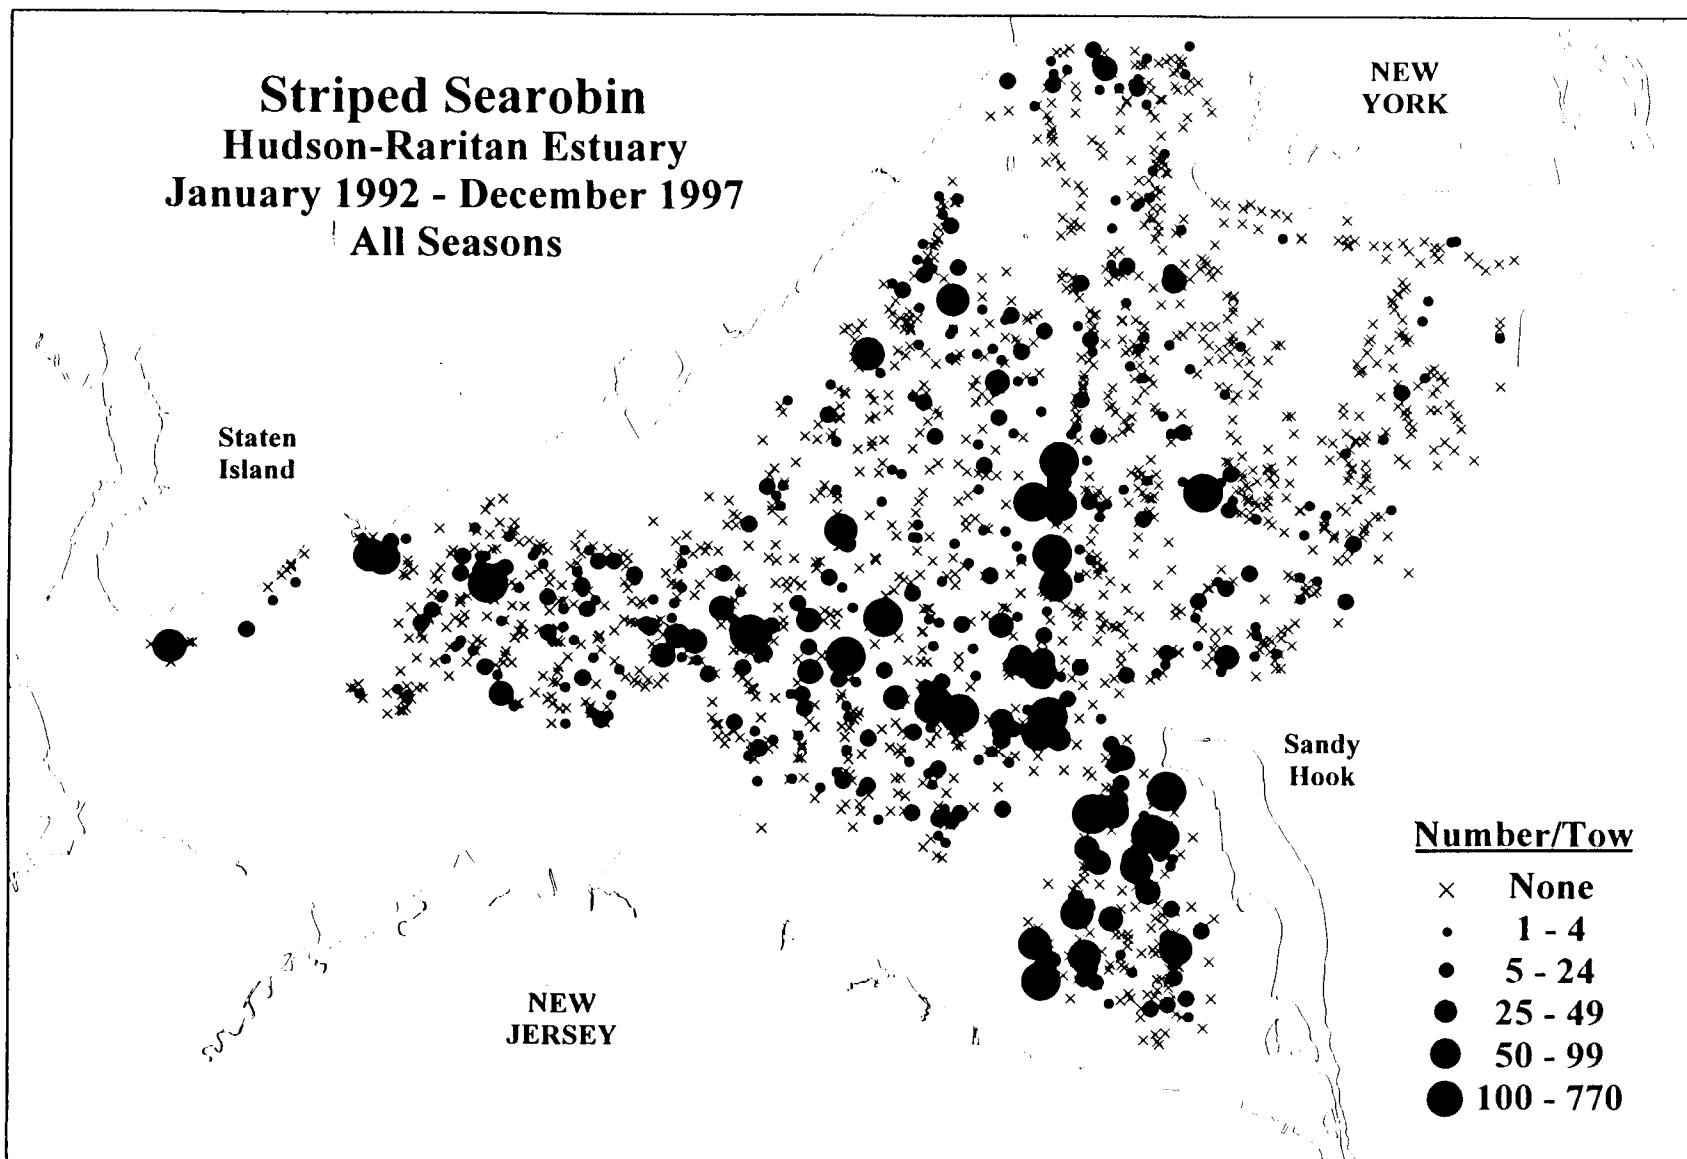 Striped Searobin
Hudson-Raritan Estuary
January 1992 - December 1997
All Seasons
NEW
YORK
Staten
Island
Sandy
Hook
NEW
JERSEY
Number/Tow
× None
1 - 4
5 - 24
25 - 49
50 - 99
100 - 770